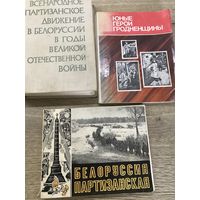 ВСЕНАРОДНОЕ
ПАРТИЗАНСКОЕ
ДВИЖЕНИЕ
В БЕЛОРУССИИ
В ГОДЫ
ВЕЛИКОЙ
ОТЕЧЕСТВЕННОЙ
ВОЙНЫ
ЮНЫЕ
ГЕРОИ
ГРОДНЕНЩИНЫ
БЕЛОРУССИЯ
ПАРТИЗАНСКАЯ